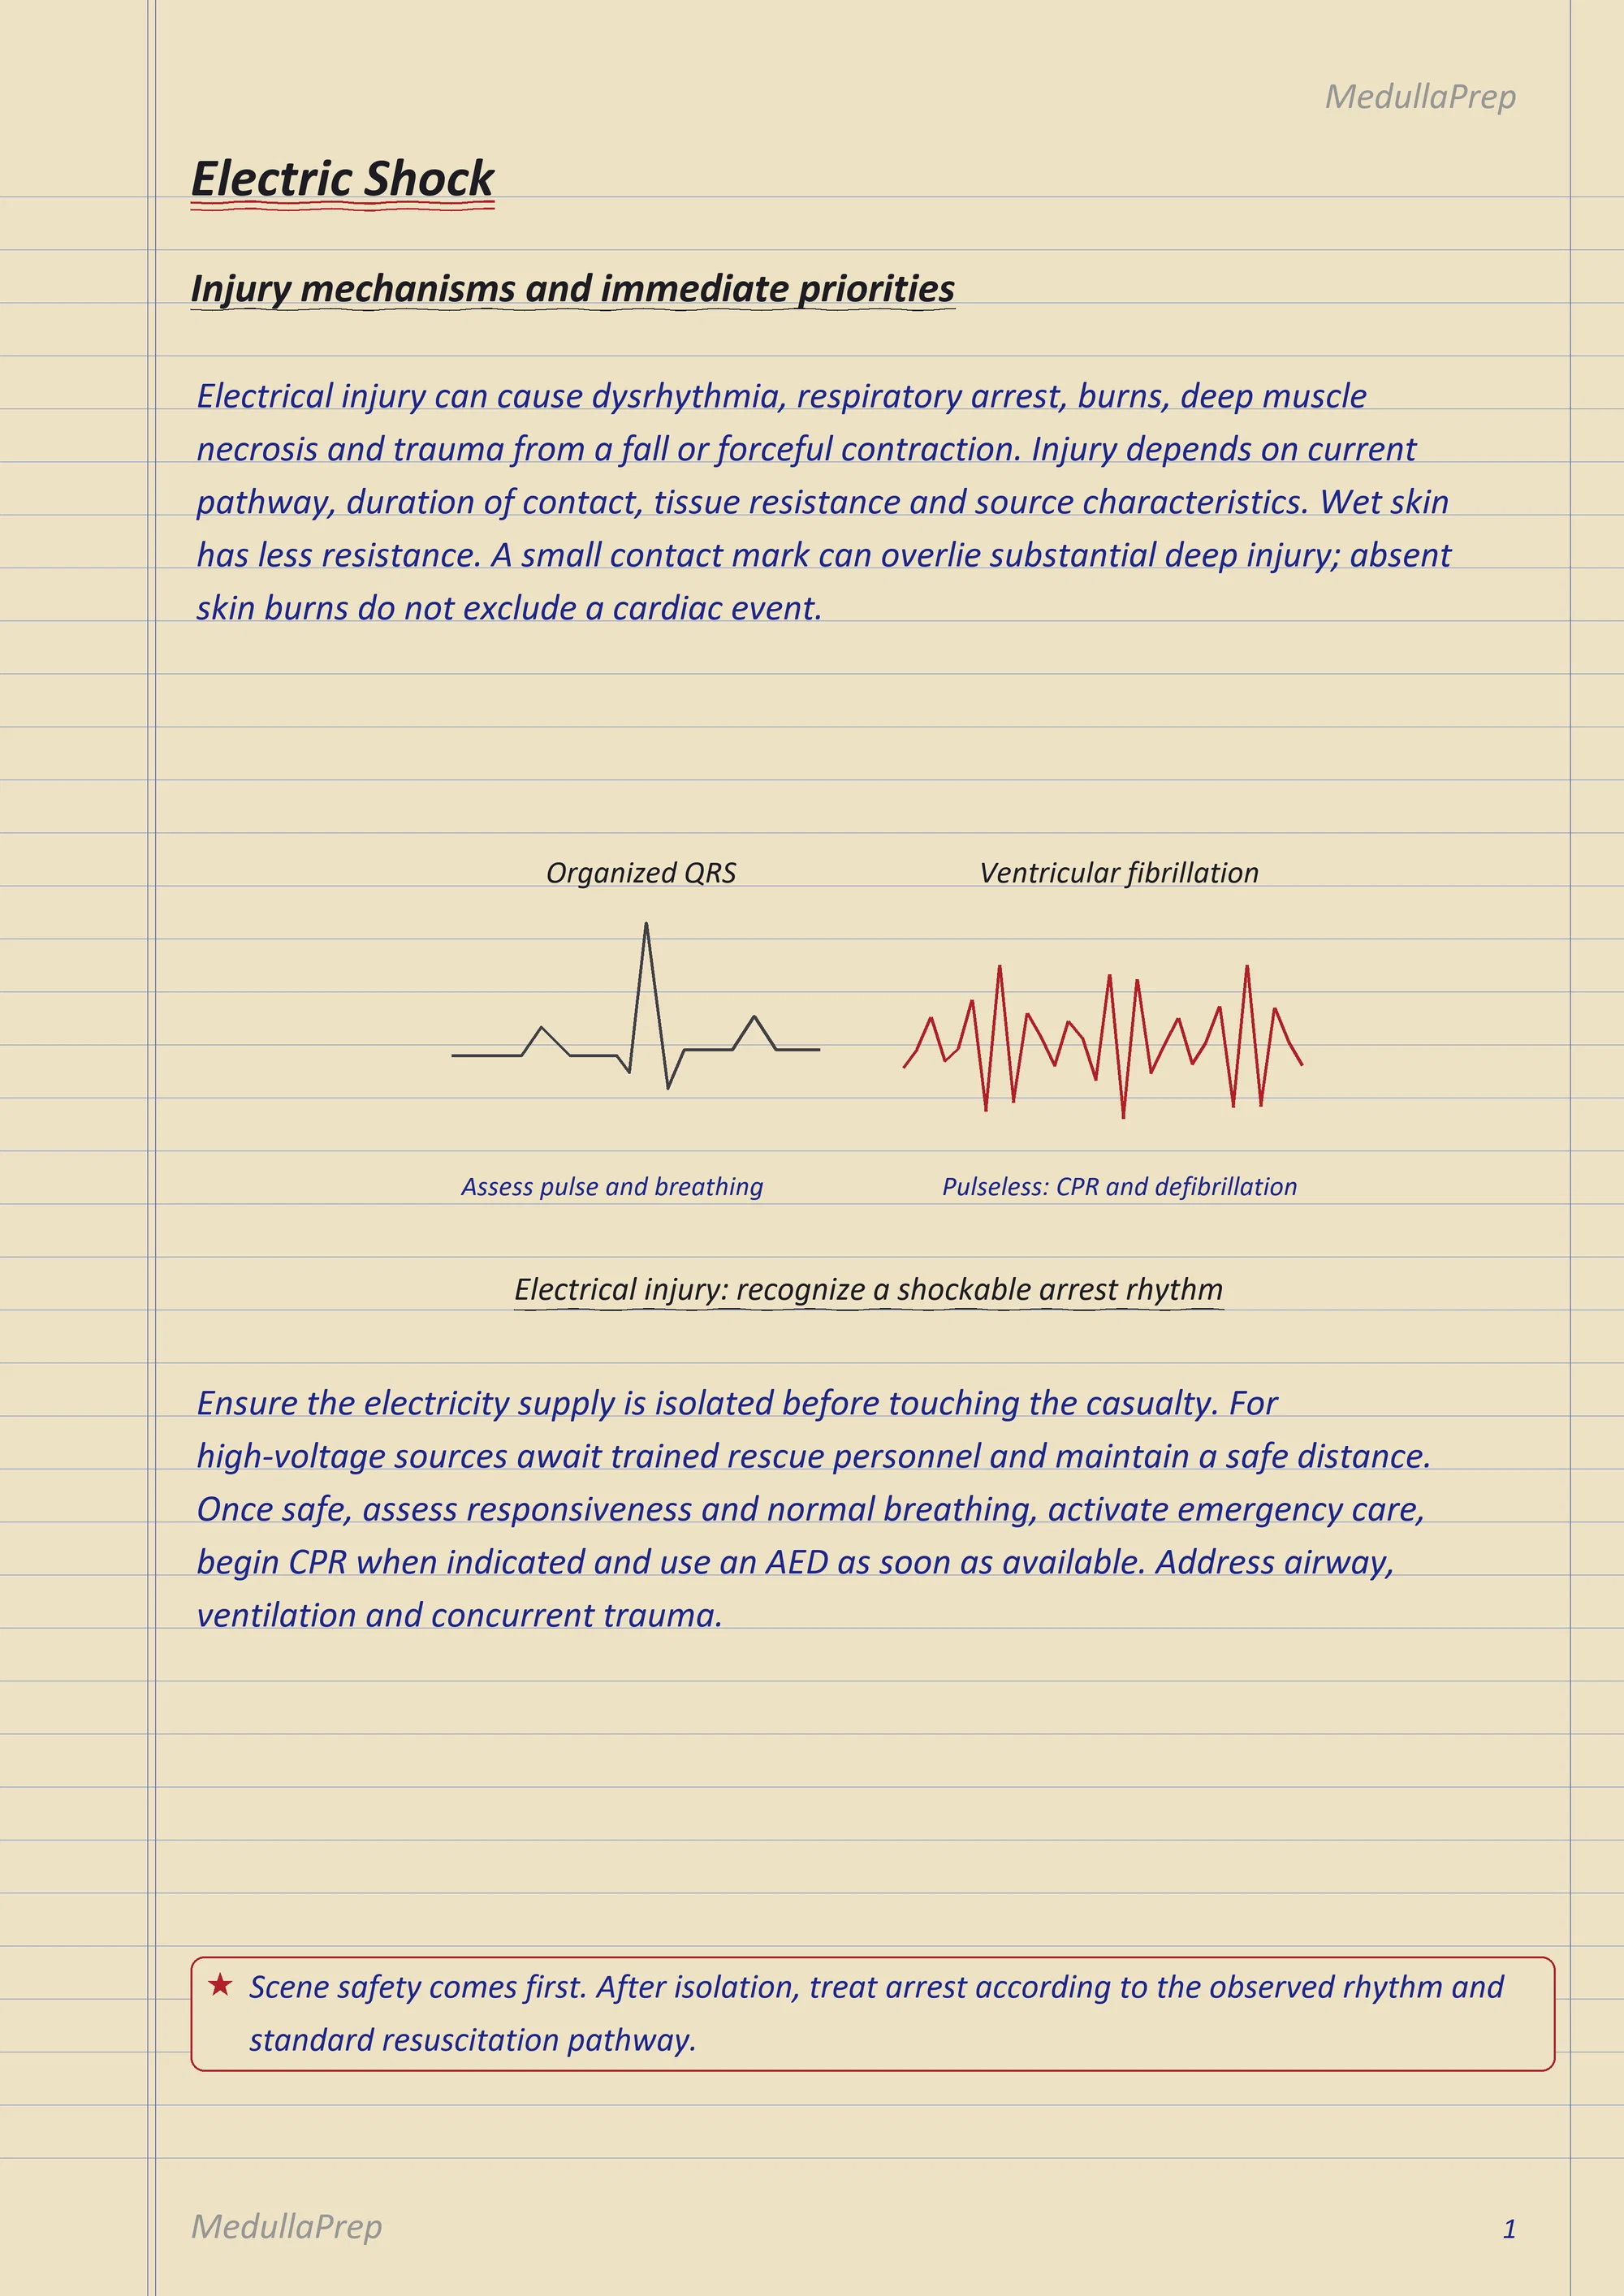 MedullaPrep
Electric Shock
Injury mechanisms and immediate priorities
Electrical injury can cause dysrhythmia, respiratory arrest, burns, deep muscle
necrosis and trauma from a fall or forceful contraction. Injury depends on current
pathway, duration of contact, tissue resistance and source characteristics. Wet skin
has less resistance. A small contact mark can overlie substantial deep injury; absent
skin burns do not exclude a cardiac event.
Organized QRS
Ventricular fibrillation
Assess pulse and breathing
Pulseless: CPR and defibrillation
Electrical injury: recognize a shockable arrest rhythm
Ensure the electricity supply is isolated before touching the casualty. For
high-voltage sources await trained rescue personnel and maintain a safe distance.
Once safe, assess responsiveness and normal breathing, activate emergency care,
begin CPR when indicated and use an AED as soon as available. Address airway,
ventilation and concurrent trauma.
★ Scene safety comes first. After isolation, treat arrest according to the observed rhythm and
standard resuscitation pathway.
MedullaPrep
1